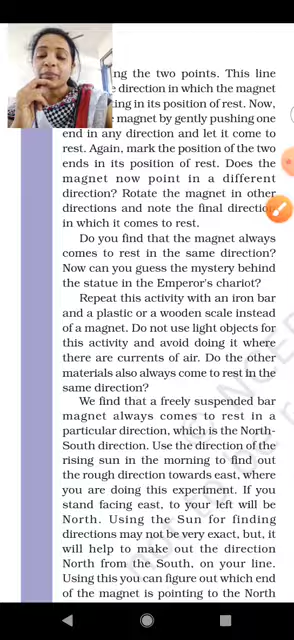 ng the two points. This line
direction in which the magnet
ting in its position of rest. Now,
magnet by gently pushing one
end in any direction and let it come to
rest. Again, mark the position of the two
ends in its position of rest. Does the
magnet now point in a different
direction? Rotate the magnet in other
directions and note the final direction
in which it comes to rest.
Do you find that the magnet always
comes to rest in the same direction?
Now can you guess the mystery behind
the statue in the Emperor's chariot?
Repeat this activity with an iron bar
and a plastic or a wooden scale instead
of a magnet. Do not use light objects for
this activity and avoid doing it where
there are currents of air. Do the other
materials also always come to rest in the
same direction?
We find that a freely suspended bar
magnet always comes to rest in a
particular direction, which is the North-
South direction. Use the direction of the
rising sun in the morning to find out
the rough direction towards east, where
you are doing this experiment. If you
stand facing east, to your left will be
North. Using the Sun for finding
directions may not be very exact, but, it
will help to make out the direction
North from the South, on your line.
Using this you can figure out which
end of the magnet is pointing to the North